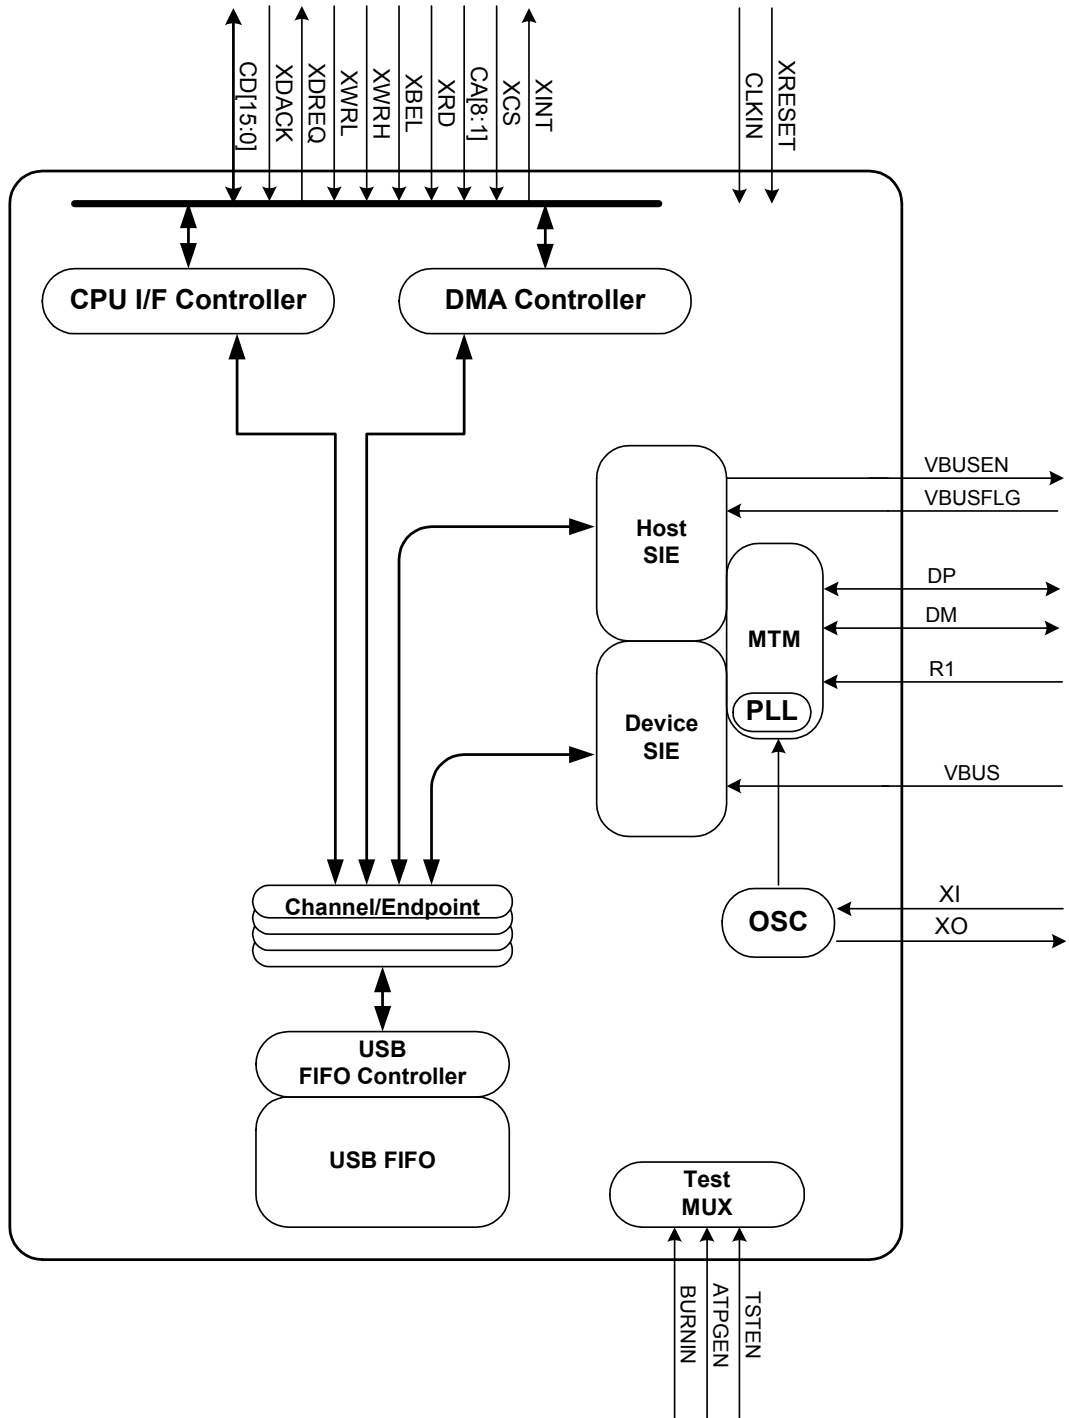 CD[15:0]
XDACK
XDREQ
XWRL
XWRH
XBEL
XRD
CA[8:1]
XCS
XINT
CLKIN
XRESET
CPU I/F Controller
DMA Controller
VBUSEN
VBUSFLG
Host
SIE
DP
DM
MTM
R1
PLL
Device
SIE
VBUS
XI
XO
OSC
Channel/Endpoint
USB
FIFO Controller
USB FIFO
Test
MUX
BURNIN
ATPGEN
TSTEN